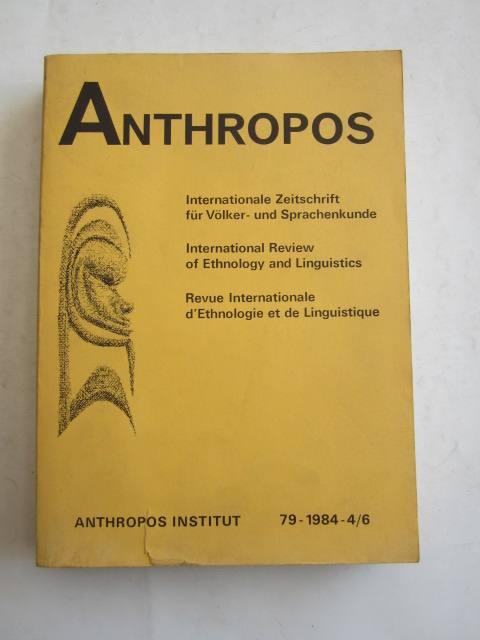 ANTHROPOS
Internationale Zeitschrift
für Völker- und Sprachenkunde
International Review
of Ethnology and Linguistics
Revue Internationale
d'Ethnologie et de Linguistique
ANTHROPOS INSTITUT 79-1984-4/6